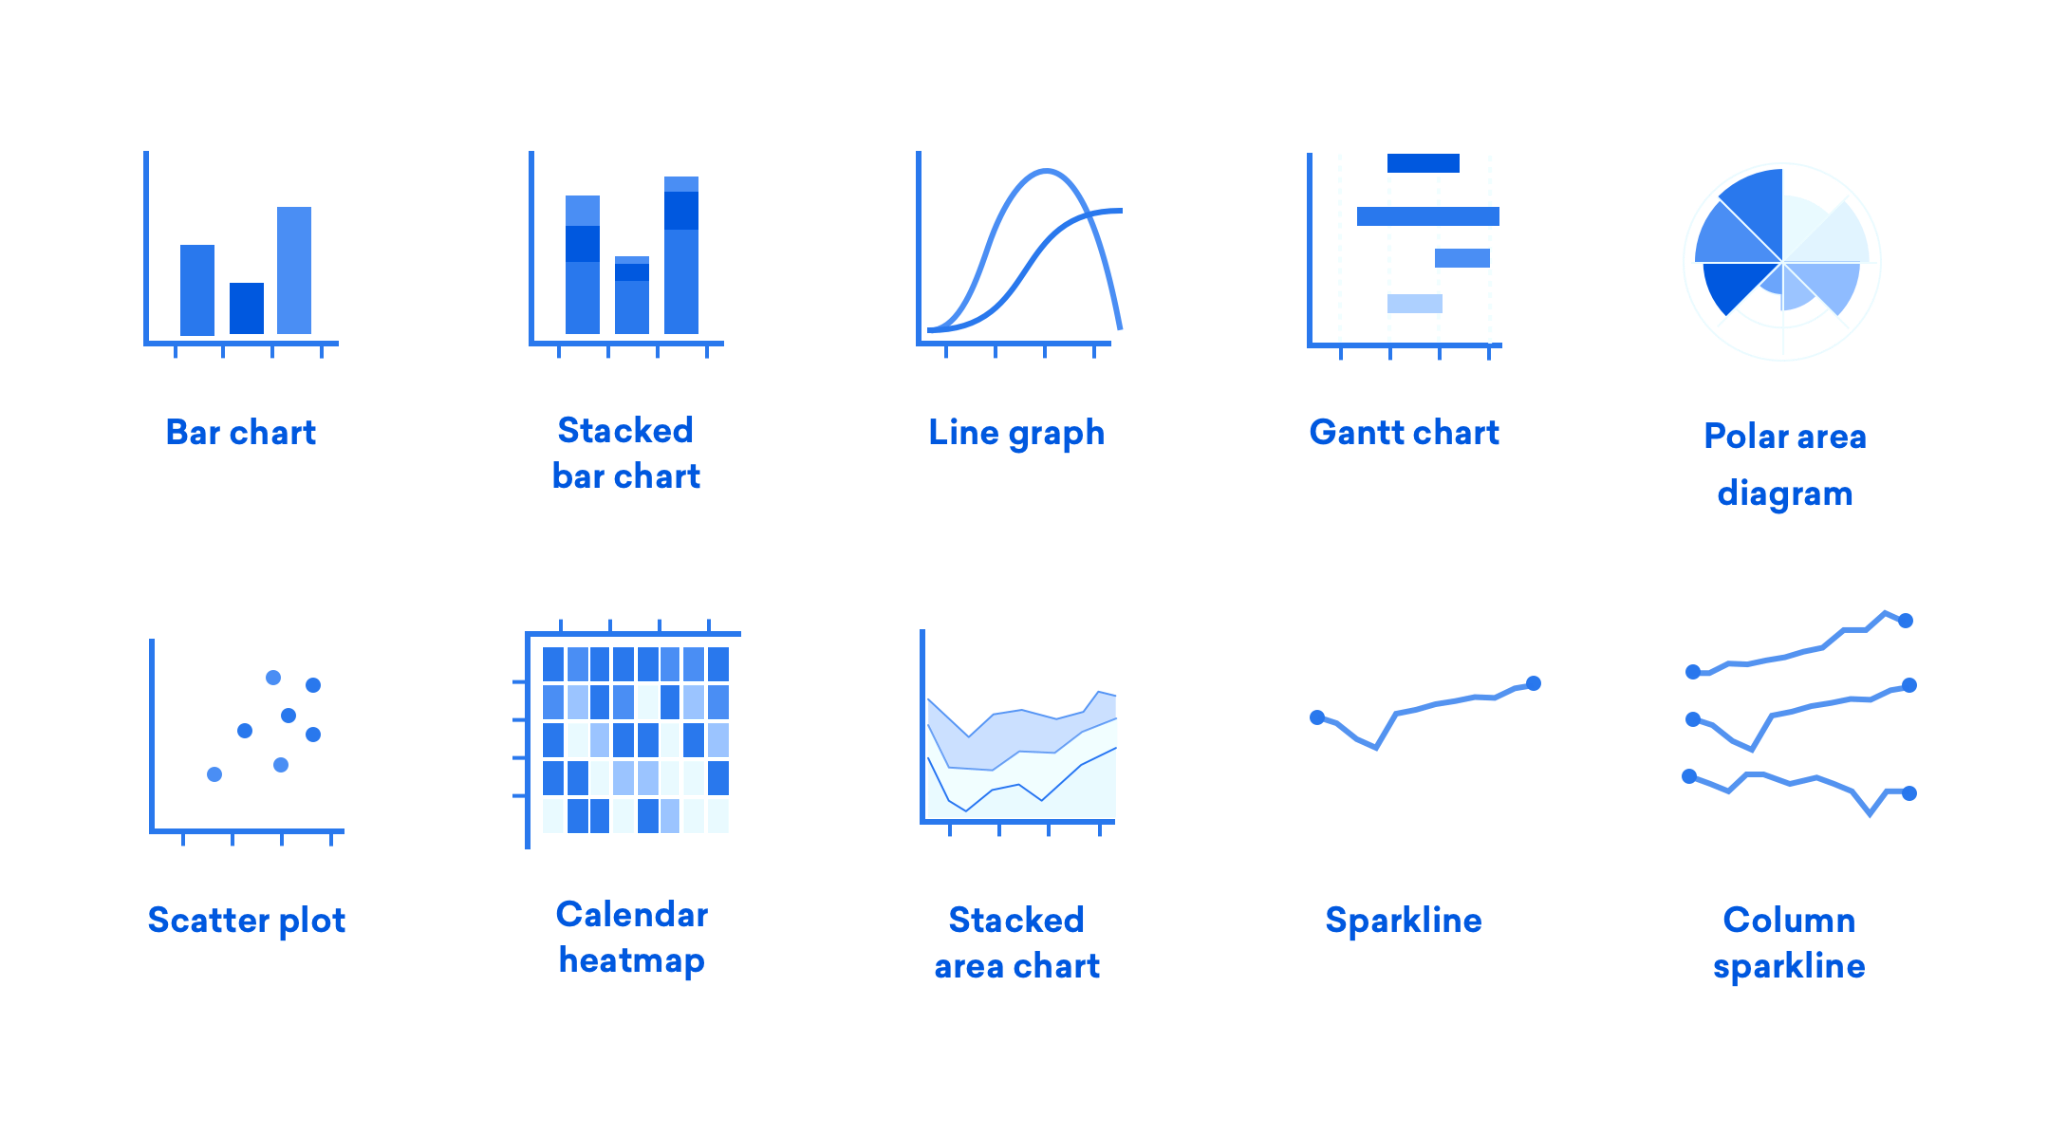 Bar chart
Stacked
bar chart
Line graph
Gantt chart
Polar area
diagram
Scatter plot
Calendar
heatmap
Stacked
area chart
Sparkline
Column
sparkline